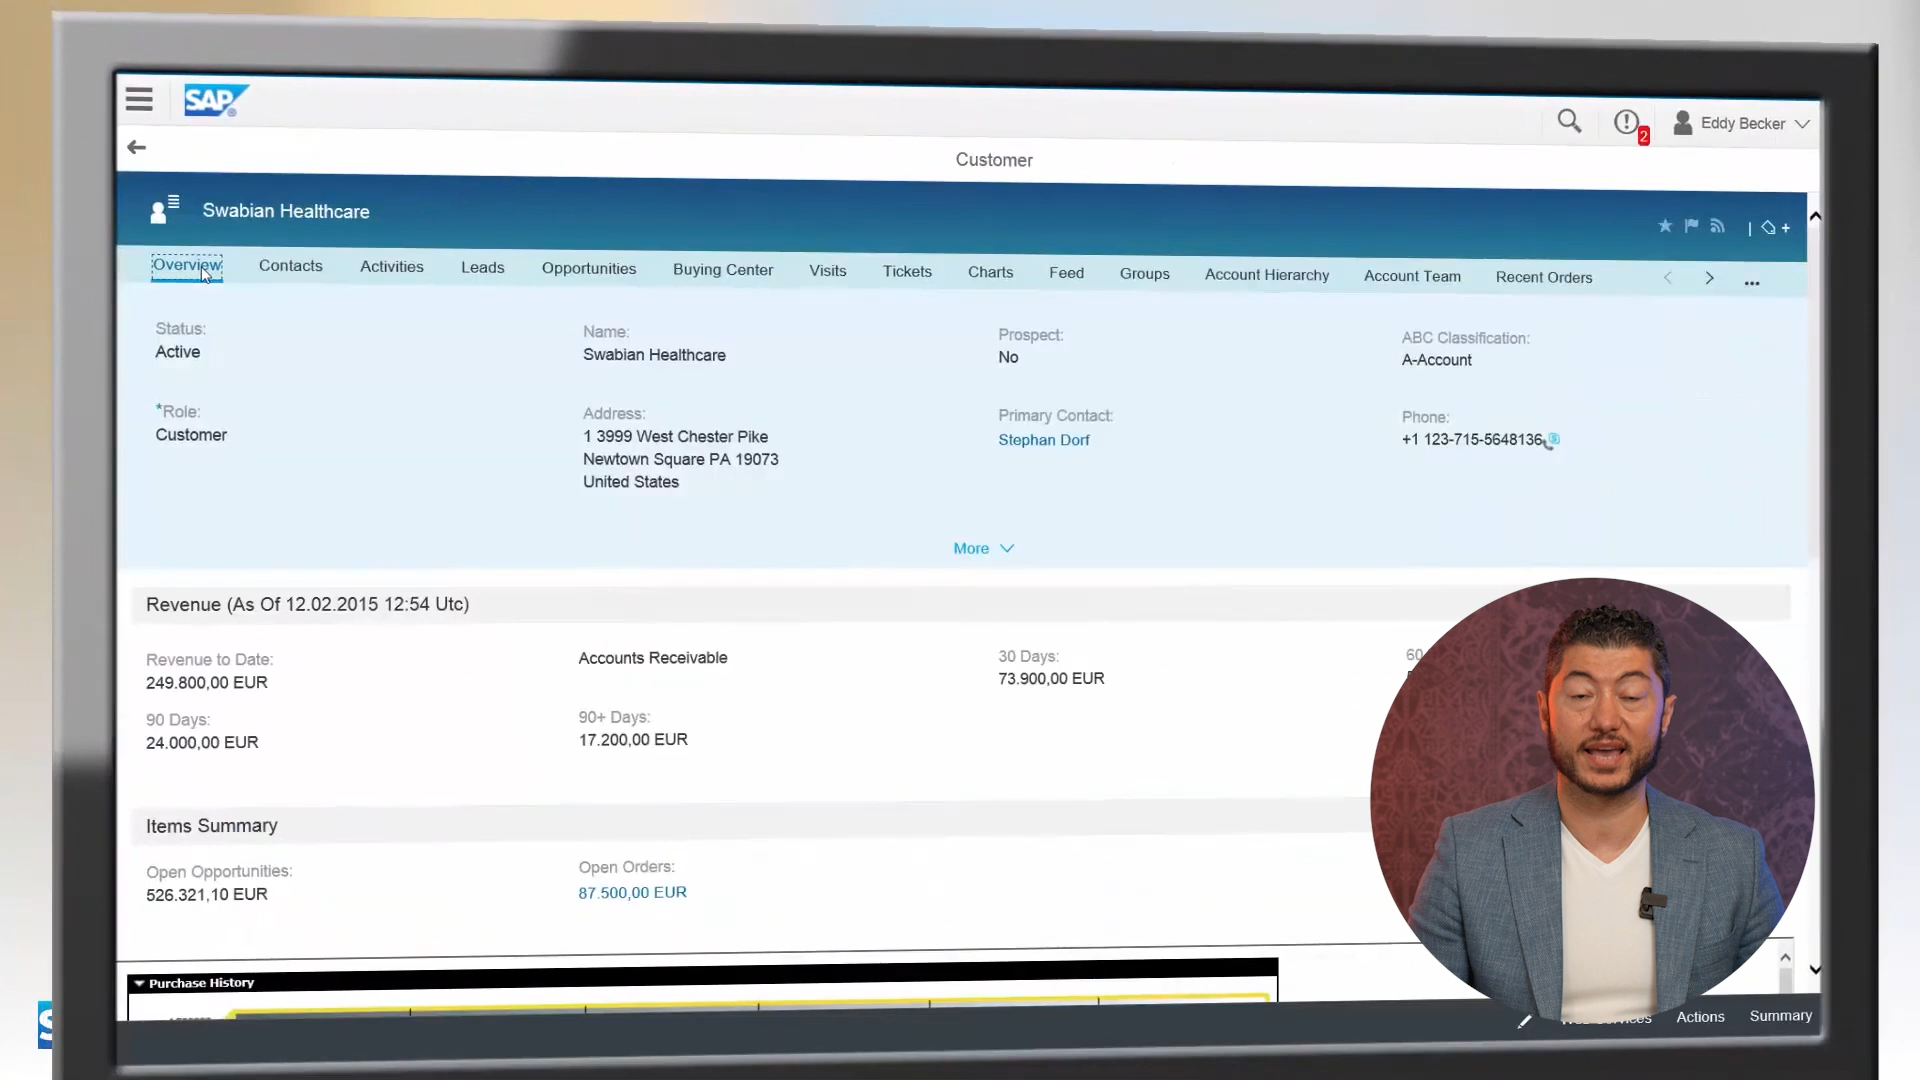 SAP
2
Eddy Becker
Customer
Swabian Healthcare
Overview Contacts Activities Leads Opportunities Buying Center Visits Tickets Charts Feed Groups Account Hierarchy Account Team Recent Orders
Status:
Active
Name:
Swabian Healthcare
Prospect:
No
ABC Classification:
A-Account
*Role:
Customer
Address:
1 3999 West Chester Pike
Newtown Square PA 19073
United States
Primary Contact:
Stephan Dorf
Phone:
+1 123-715-5648136
More
Revenue (As Of 12.02.2015 12:54 Utc)
Revenue to Date:
249.800,00 EUR
Accounts Receivable
30 Days:
73.900,00 EUR
60
90 Days:
24.000,00 EUR
90+ Days:
17.200,00 EUR
Items Summary
Open Opportunities:
526.321,10 EUR
Open Orders:
87.500,00 EUR
Purchase History
Actions Summary